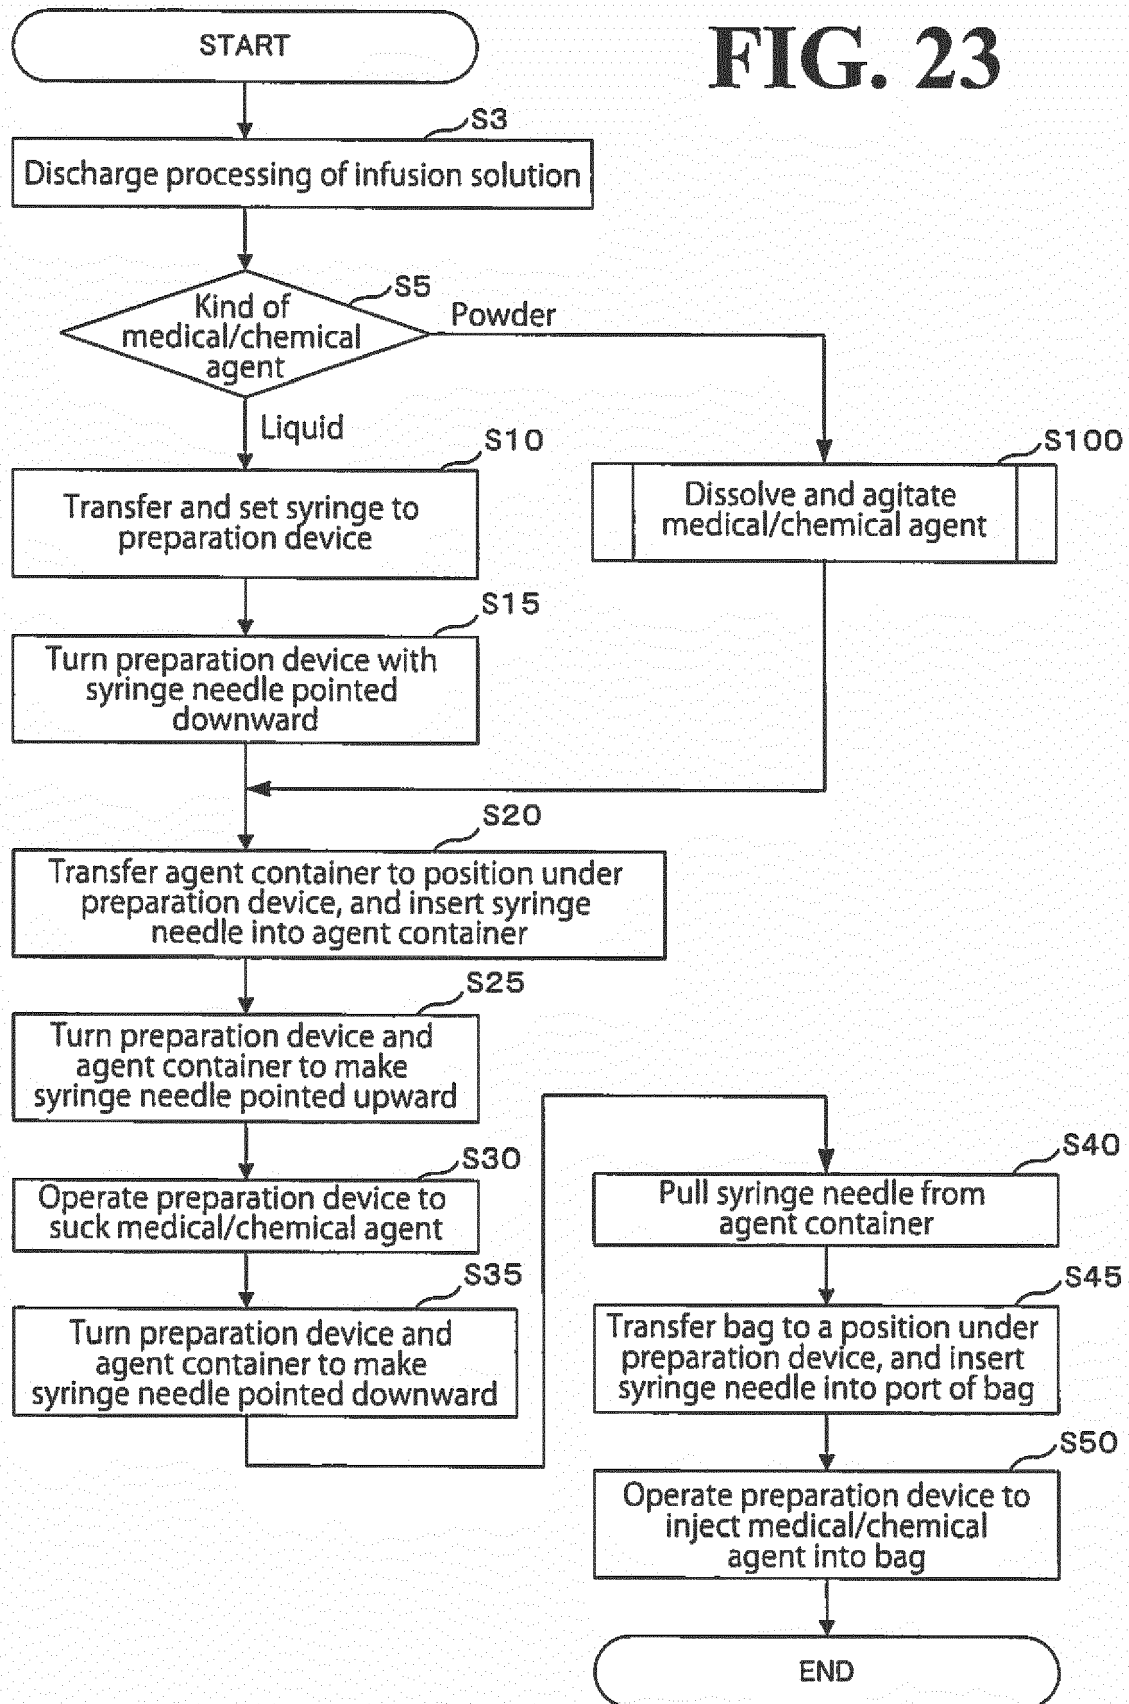 START
FIG. 23
S3
Discharge processing of infusion solution
S5
Kind of
medical/chemical
agent
Powder
Liquid
S10
Transfer and set syringe to
preparation device
S100
Dissolve and agitate
medical/chemical agent
S15
Turn preparation device with
syringe needle pointed
downward
S20
Transfer agent container to position under
preparation device, and insert syringe
needle into agent container
S25
Turn preparation device and
agent container to make
syringe needle pointed upward
S30
Operate preparation device to
suck medical/chemical agent
S35
Turn preparation device and
agent container to make
syringe needle pointed downward
S40
Pull syringe needle from
agent container
S45
Transfer bag to a position under
preparation device, and insert
syringe needle into port of bag
S50
Operate preparation device to
inject medical/chemical
agent into bag
END